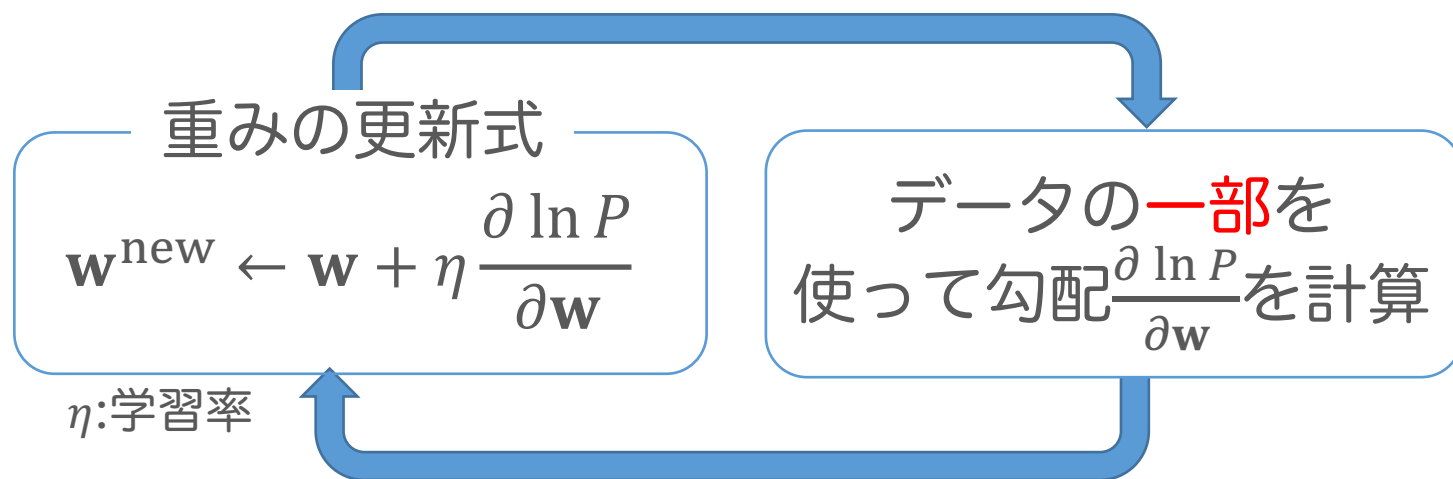 重みの更新式
𝐰^new ← 𝐰 + η ∂ ln P / ∂𝐰
η:学習率
データの一部を
使って勾配 ∂ ln P / ∂𝐰 を計算